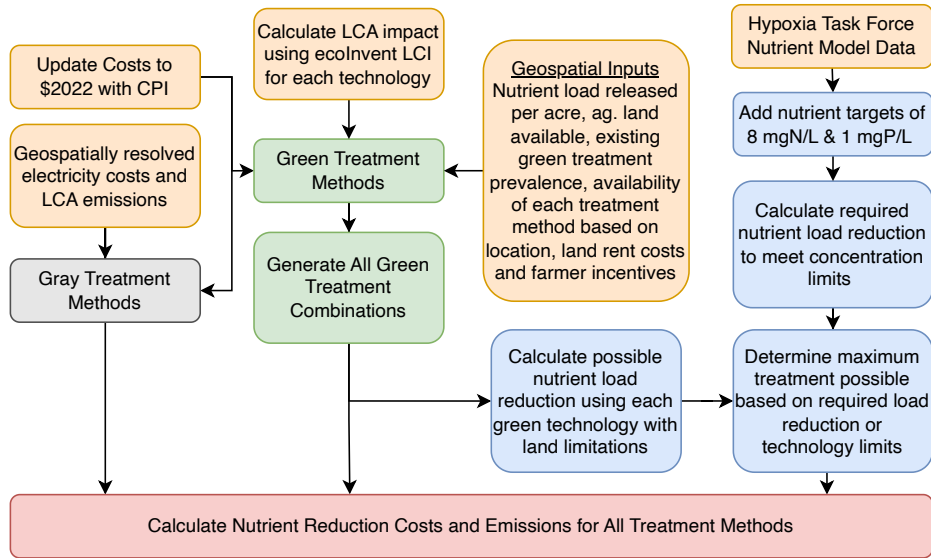 Update Costs to
$2022 with CPI
Calculate LCA impact
using ecoInvent LCI
for each technology
Geospatial Inputs
Nutrient load released
per acre, ag. land
available, existing
green treatment
prevalence, availability
of each treatment
method based on
location, land rent costs
and farmer incentives
Hypoxia Task Force
Nutrient Model Data
Geospatially resolved
electricity costs and
LCA emissions
Green Treatment
Methods
Add nutrient targets of
8 mgN/L & 1 mgP/L
Gray Treatment
Methods
Generate All Green
Treatment
Combinations
Calculate required
nutrient load reduction
to meet concentration
limits
Calculate possible
nutrient load
reduction using each
green technology with
land limitations
Determine maximum
treatment possible
based on required load
reduction or
technology limits
Calculate Nutrient Reduction Costs and Emissions for All Treatment Methods